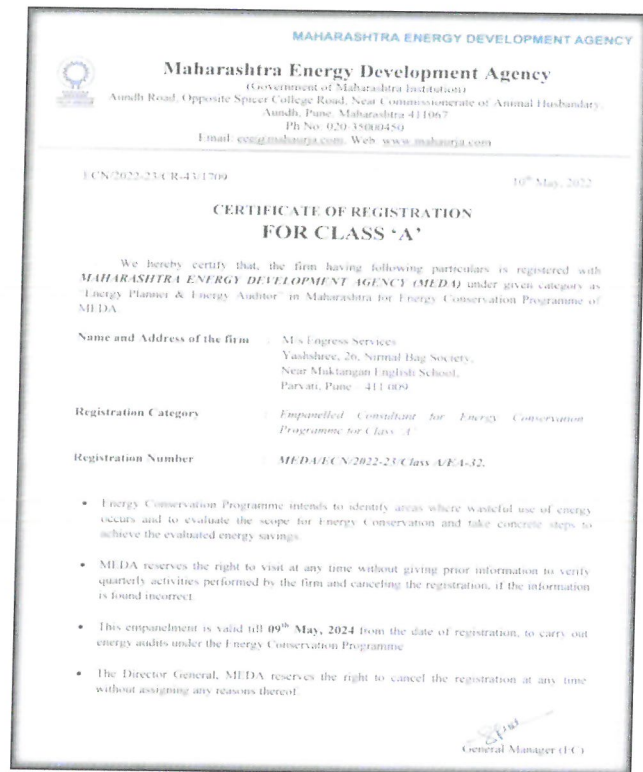 MAHARASHTRA ENERGY DEVELOPMENT AGENCY
Maharashtra Energy Development Agency
(Government of Maharashtra Institution)
Aundh Road, Opposite Spicer College Road, Near Commissionerate of Animal Husbandary,
Aundh, Pune, Maharashtra 411067
Ph No: 020-35000450
Email: eee@mahaurja.com, Web: www.mahaurja.com
ECN/2022-23/CR-43/1709
10th May, 2022
CERTIFICATE OF REGISTRATION
FOR CLASS ‘A’
We hereby certify that, the firm having following particulars is registered with
MAHARASHTRA ENERGY DEVELOPMENT AGENCY (MEDA) under given category as
"Energy Planner & Energy Auditor" in Maharashtra for Energy Conservation Programme of
MEDA
Name and Address of the firm : M/s Engress Services
Yashshree, 26, Nirmal Bag Society,
Near Muktangan English School,
Parvati, Pune - 411 009
Registration Category : Empanelled Consultant for Energy Conservation
Programme for Class 'A'
Registration Number : MEDA/ECN/2022-23/Class A/EA-32.
• Energy Conservation Programme intends to identify areas where wasteful use of energy
occurs and to evaluate the scope for Energy Conservation and take concrete steps to
achieve the evaluated energy savings.
• MEDA reserves the right to visit at any time without giving prior information to verify
quarterly activities performed by the firm and canceling the registration, if the information
is found incorrect.
• This empanelment is valid till 09th May, 2024 from the date of registration, to carry out
energy audits under the Energy Conservation Programme
• The Director General, MEDA reserves the right to cancel the registration at any time
without assigning any reasons thereof.
General Manager (EC)